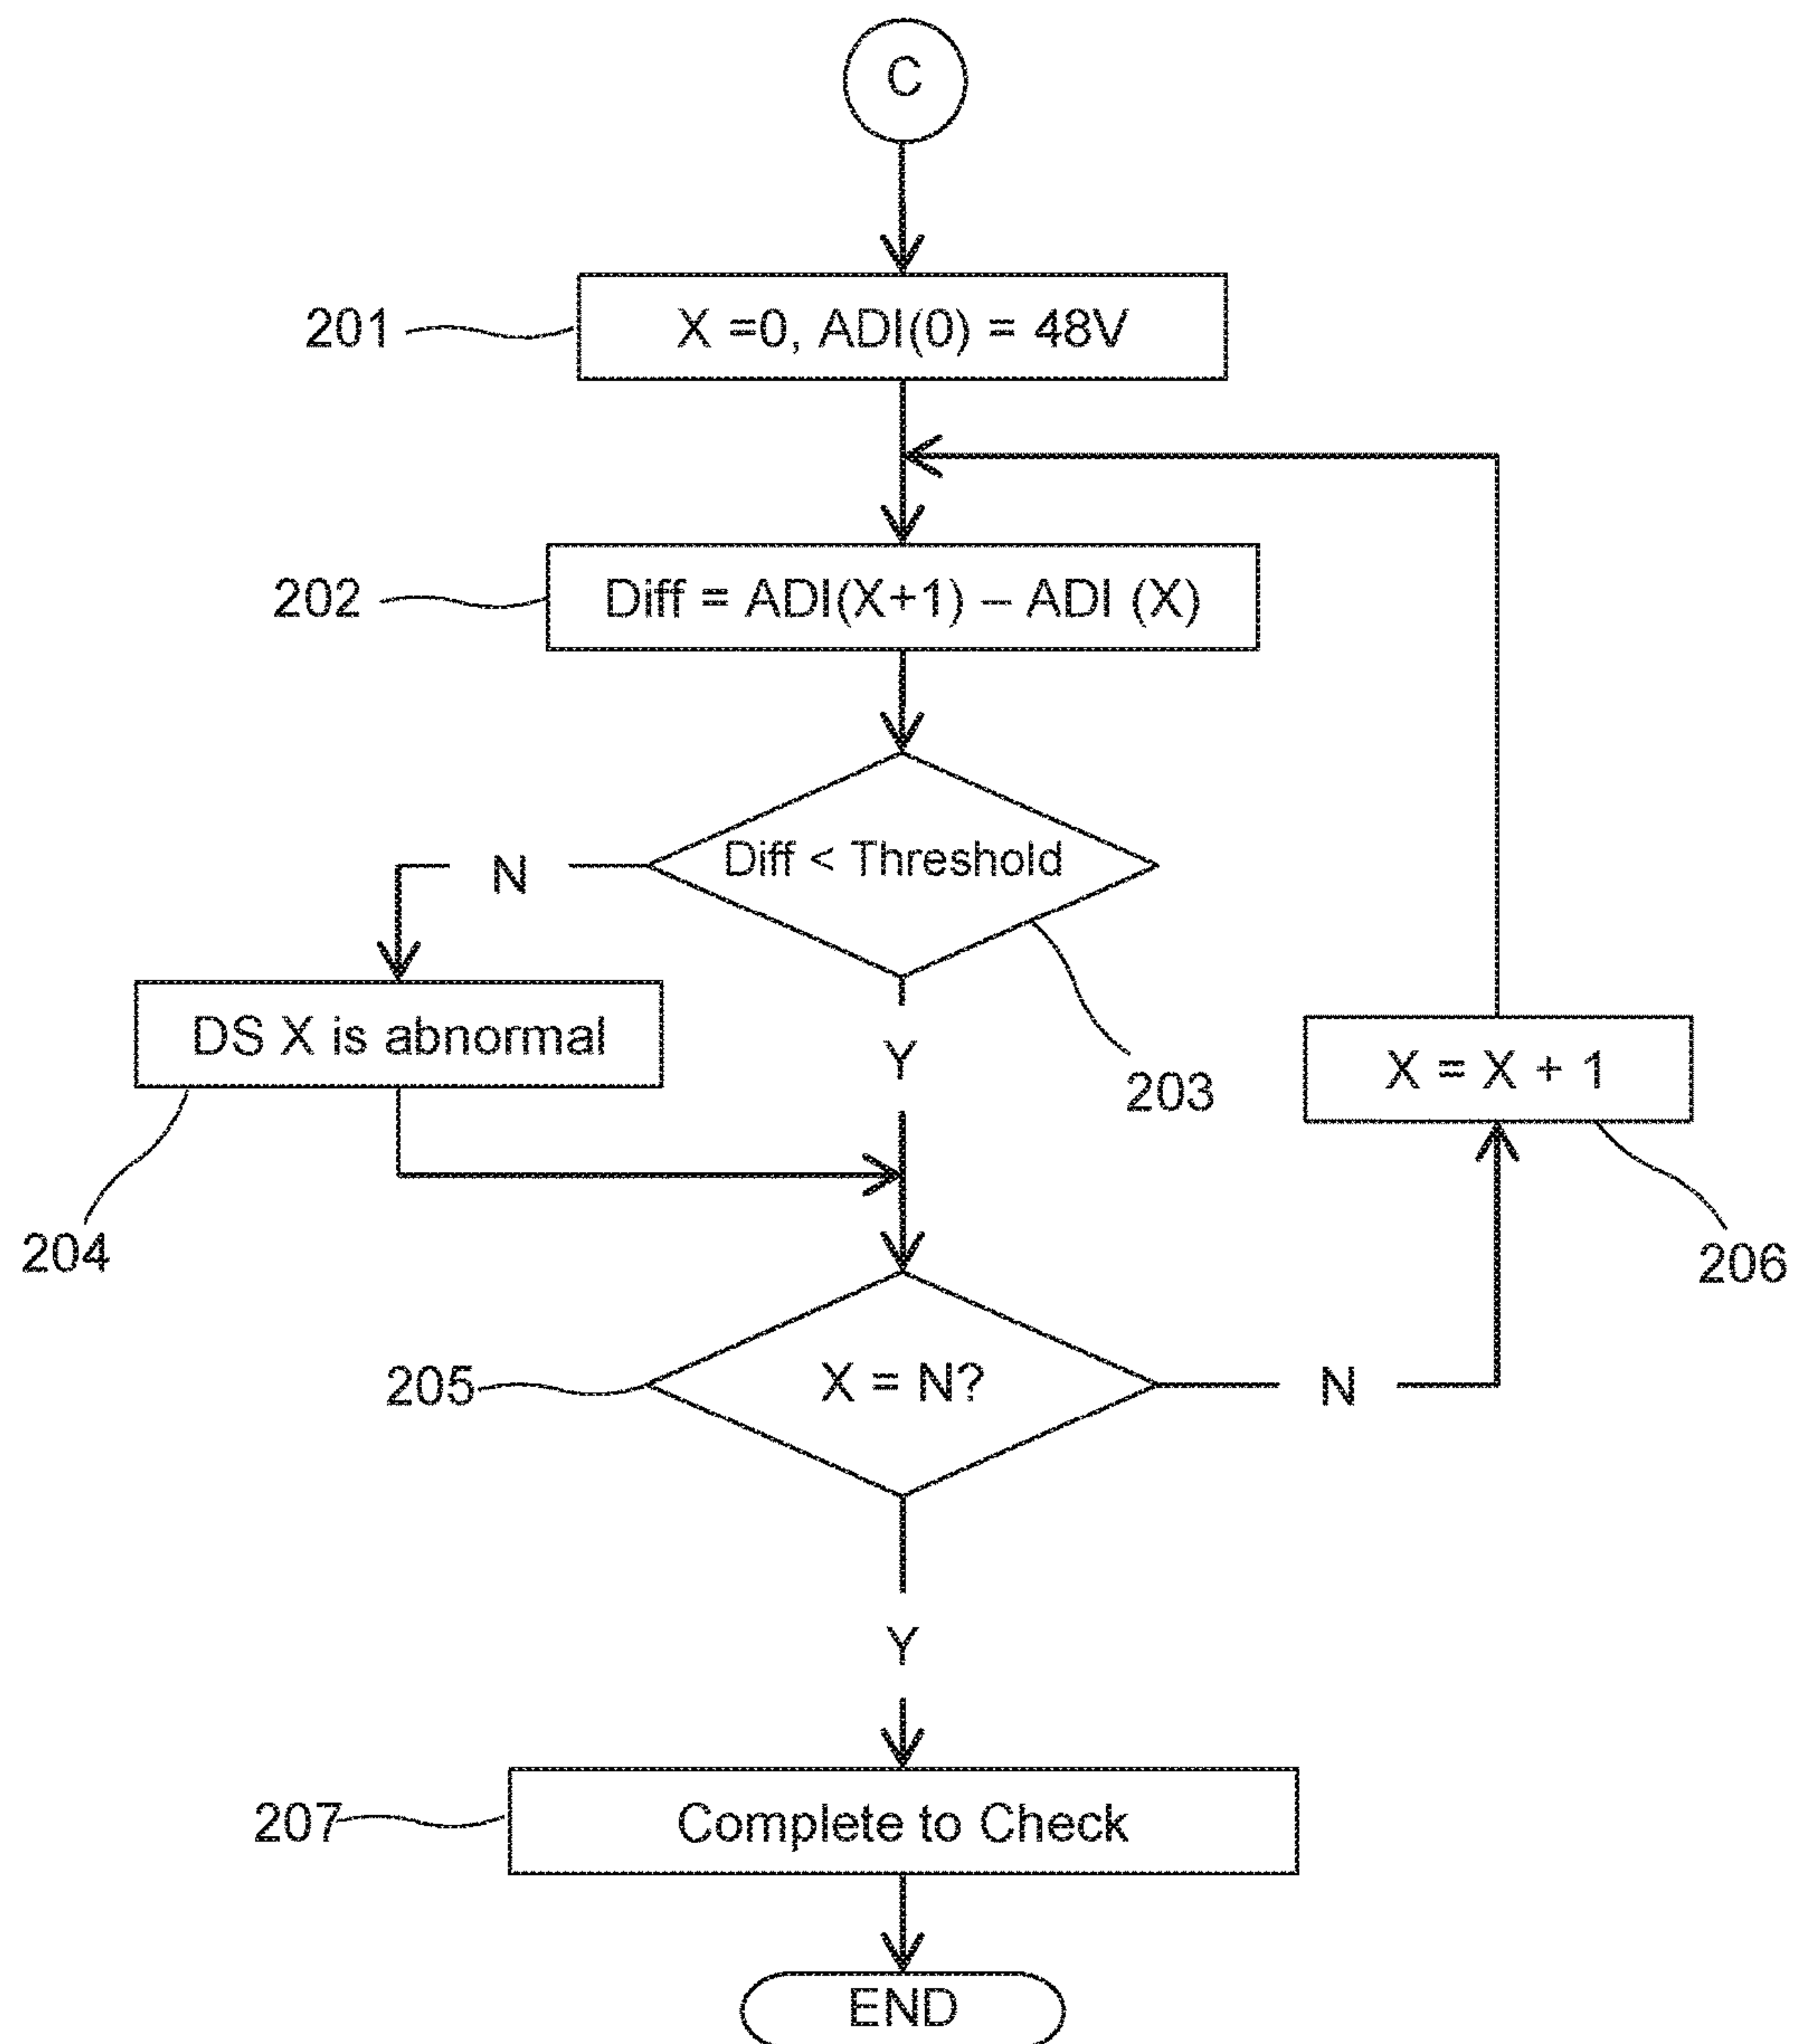 C
201
X =0, ADI(0) = 48V
202
Diff = ADI(X+1) – ADI (X)
Diff < Threshold
N
DS X is abnormal
Y
203
X = X + 1
204
206
205
X = N?
N
Y
207
Complete to Check
END